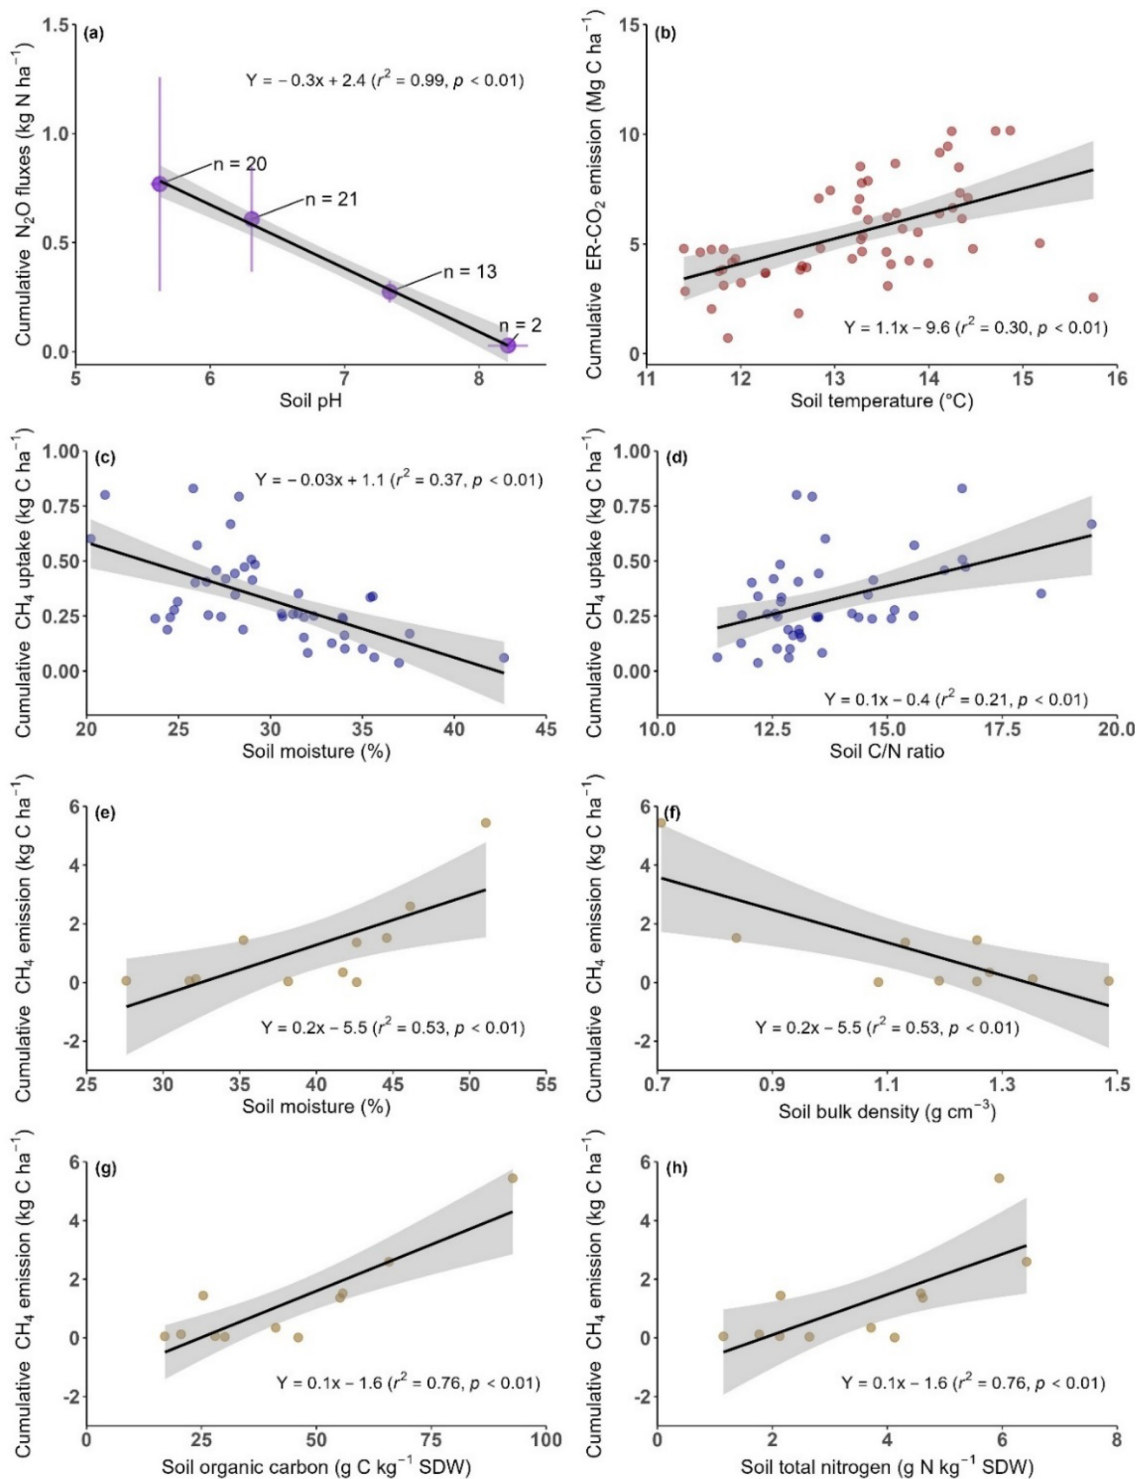 (a)
Y = − 0.3x + 2.4 (r² = 0.99, p < 0.01)
n = 20
n = 21
n = 13
n = 2
1.5
1.0
0.5
0.0
5 6 7 8
Soil pH
Cumulative N₂O fluxes (kg N ha⁻¹)
(b)
Y = 1.1x − 9.6 (r² = 0.30, p < 0.01)
15
10
5
0
11 12 13 14 15 16
Soil temperature (°C)
Cumulative ER-CO₂ emission (Mg C ha⁻¹)
(c)
Y = − 0.03x + 1.1 (r² = 0.37, p < 0.01)
1.00
0.75
0.50
0.25
0.00
20 25 30 35 40 45
Soil moisture (%)
Cumulative CH₄ uptake (kg C ha⁻¹)
(d)
Y = 0.1x − 0.4 (r² = 0.21, p < 0.01)
1.00
0.75
0.50
0.25
0.00
10.0 12.5 15.0 17.5 20.0
Soil C/N ratio
Cumulative CH₄ uptake (kg C ha⁻¹)
(e)
Y = 0.2x − 5.5 (r² = 0.53, p < 0.01)
6
4
2
0
-2
25 30 35 40 45 50 55
Soil moisture (%)
Cumulative CH₄ emission (kg C ha⁻¹)
(f)
Y = 0.2x − 5.5 (r² = 0.53, p < 0.01)
6
4
2
0
-2
0.7 0.9 1.1 1.3 1.5
Soil bulk density (g cm⁻³)
Cumulative CH₄ emission (kg C ha⁻¹)
(g)
Y = 0.1x − 1.6 (r² = 0.76, p < 0.01)
6
4
2
0
-2
0 25 50 75 100
Soil organic carbon (g C kg⁻¹ SDW)
Cumulative CH₄ emission (kg C ha⁻¹)
(h)
Y = 0.1x − 1.6 (r² = 0.76, p < 0.01)
6
4
2
0
-2
0 2 4 6 8
Soil total nitrogen (g N kg⁻¹ SDW)
Cumulative CH₄ emission (kg C ha⁻¹)